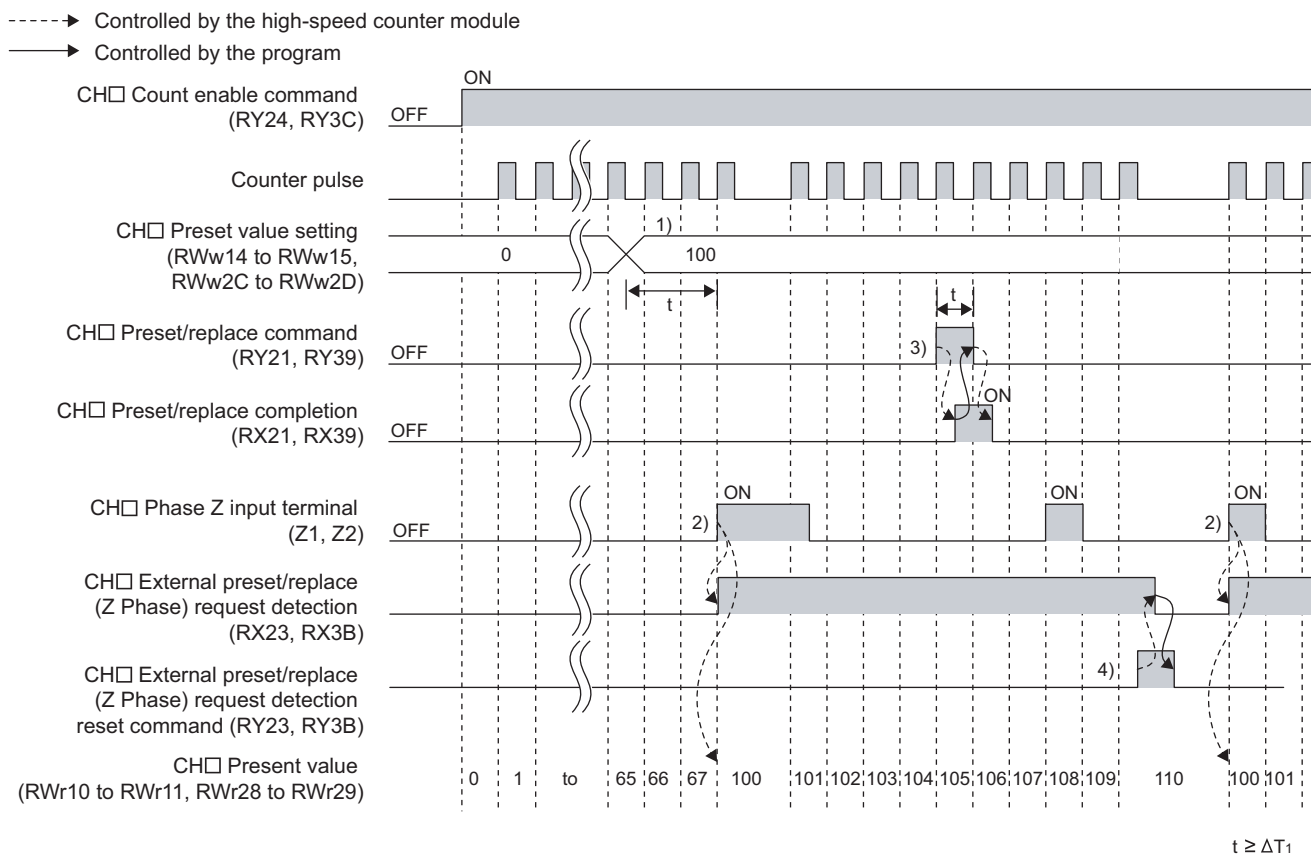 Controlled by the high-speed counter module
Controlled by the program
ON
CH□ Count enable command
(RY24, RY3C)
OFF
Counter pulse
CH□ Preset value setting
(RWw14 to RWw15,
RWw2C to RWw2D)
0
1)
100
t
CH□ Preset/replace command
(RY21, RY39)
OFF
t
3)
CH□ Preset/replace completion
(RX21, RX39)
OFF
ON
CH□ Phase Z input terminal
(Z1, Z2)
OFF
2)
ON
ON
2)
ON
CH□ External preset/replace
(Z Phase) request detection
(RX23, RX3B)
CH□ External preset/replace
(Z Phase) request detection
reset command (RY23, RY3B)
4)
CH□ Present value
(RWr10 to RWr11, RWr28 to RWr29)
0 1 to 65 66 67 100 101 102 103 104 105 106 107 108 109 110 100 101
t ≥ ΔT1